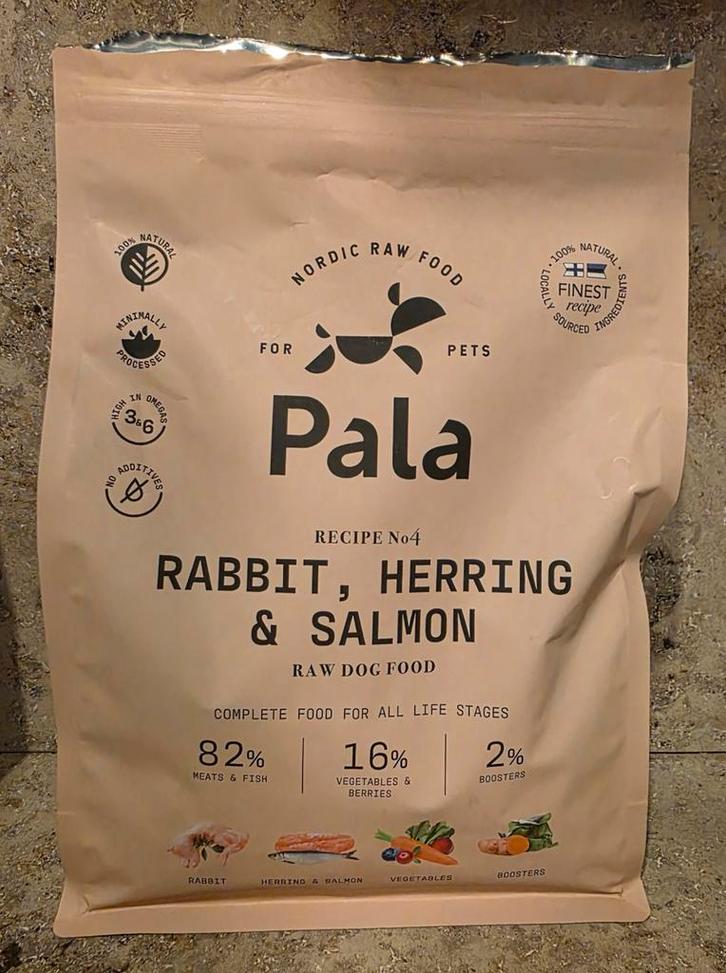 100% NATURAL
MINIMALLY
PROCESSED
HIGH IN OMEGAS
3&6
NO ADDITIVES
NORDIC RAW FOOD
FOR PETS
Pala
100% NATURAL
FINEST
recipe
LOCALLY SOURCED INGREDIENTS
RECIPE No4
RABBIT, HERRING
& SALMON
RAW DOG FOOD
COMPLETE FOOD FOR ALL LIFE STAGES
82% 16% 2%
MEATS & FISH VEGETABLES & BOOSTERS
BERRIES
RABBIT HERRING & SALMON VEGETABLES BOOSTERS